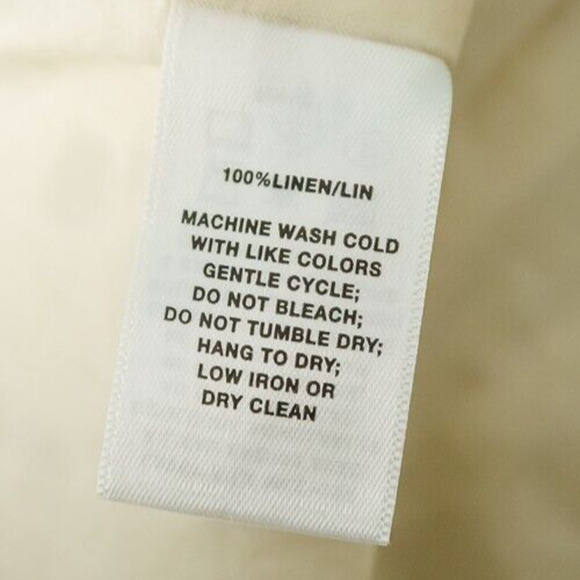 100%LINEN/LIN
MACHINE WASH COLD
WITH LIKE COLORS
GENTLE CYCLE;
DO NOT BLEACH;
DO NOT TUMBLE DRY;
HANG TO DRY;
LOW IRON OR
DRY CLEAN